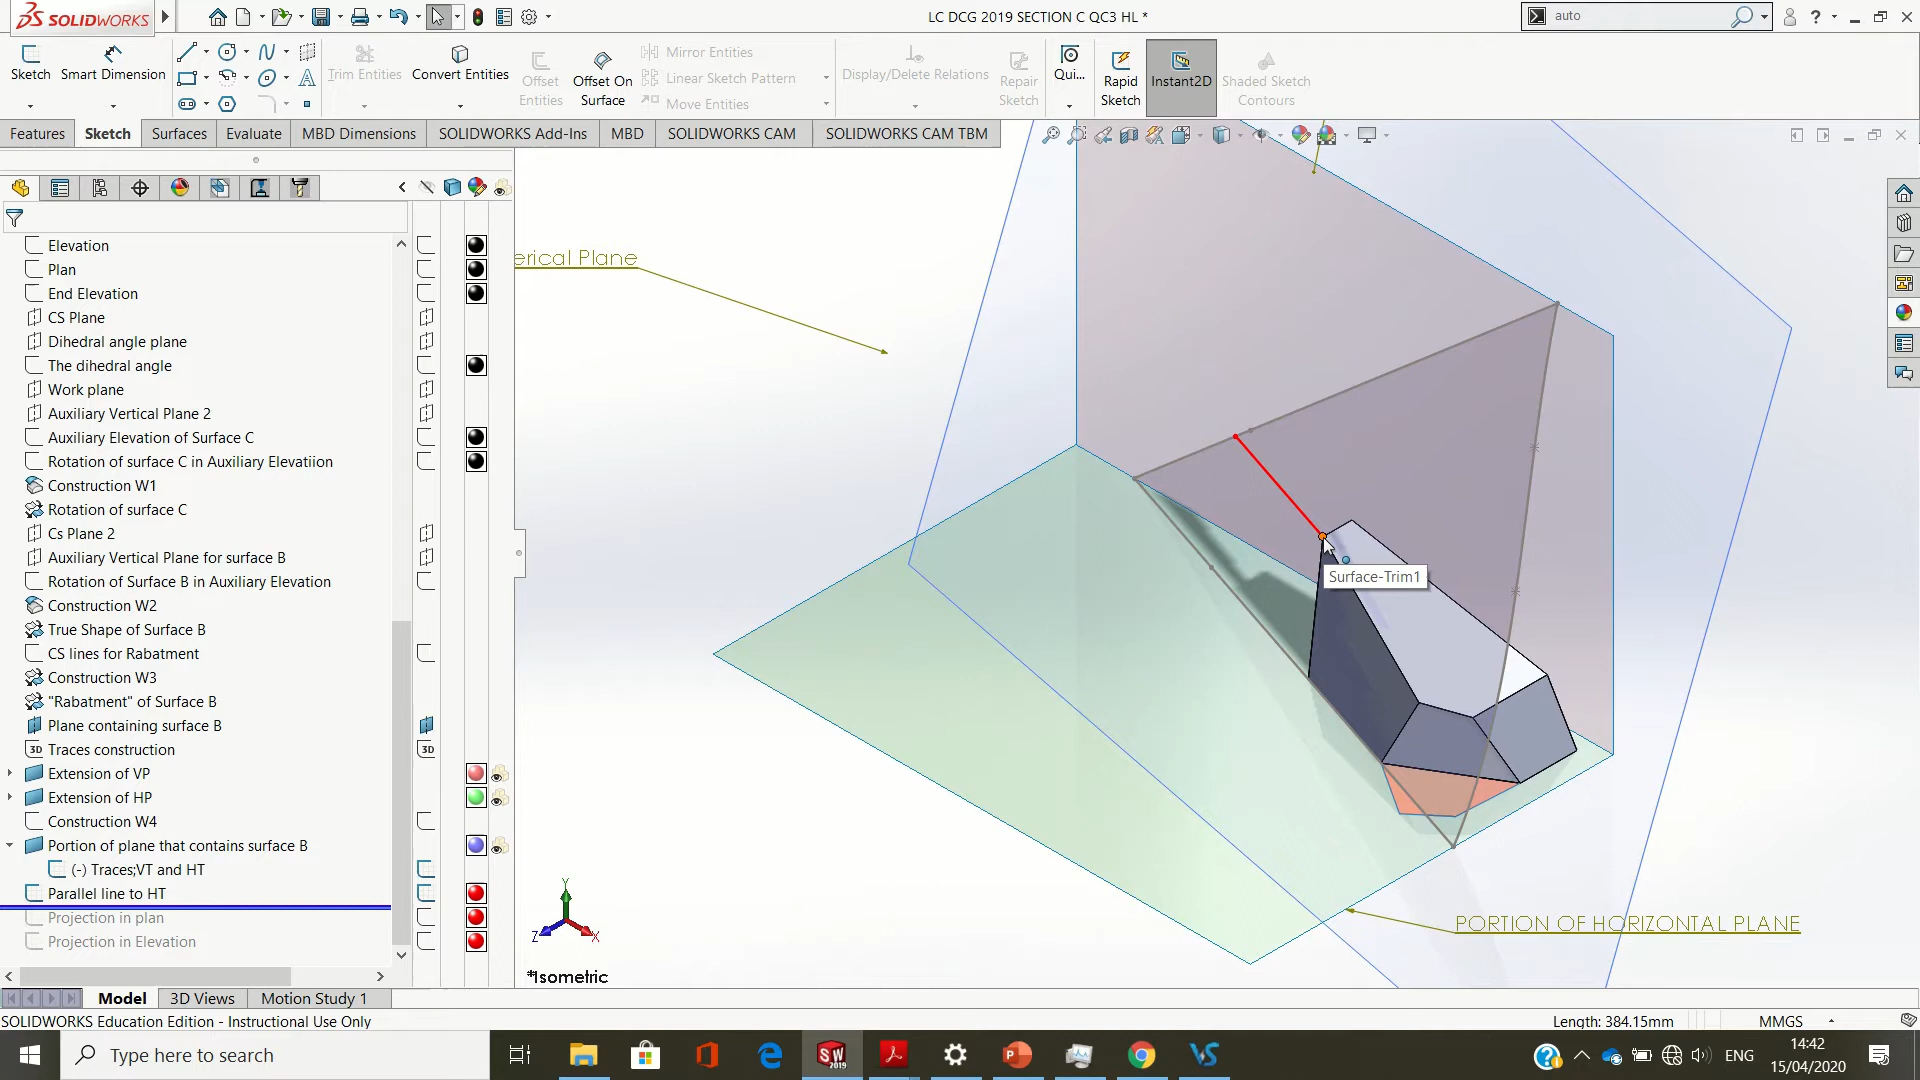 SOLIDWORKS
LC DCG 2019 SECTION C QC3 HL *
auto
Sketch
Smart Dimension
Trim Entities
Convert Entities
Offset Entities
Offset On Surface
Mirror Entities
Linear Sketch Pattern
Move Entities
Display/Delete Relations
Repair Sketch
Qui...
Rapid Sketch
Instant2D
Shaded Sketch Contours
Features
Sketch
Surfaces
Evaluate
MBD Dimensions
SOLIDWORKS Add-Ins
MBD
SOLIDWORKS CAM
SOLIDWORKS CAM TBM
Elevation
Plan
End Elevation
CS Plane
Dihedral angle plane
The dihedral angle
Work plane
Auxiliary Vertical Plane 2
Auxiliary Elevation of Surface C
Rotation of surface C in Auxiliary Elevatiion
Construction W1
Rotation of surface C
Cs Plane 2
Auxiliary Vertical Plane for surface B
Rotation of Surface B in Auxiliary Elevation
Construction W2
True Shape of Surface B
CS lines for Rabatment
Construction W3
"Rabatment" of Surface B
Plane containing surface B
3D Traces construction
3D
Extension of VP
Extension of HP
Construction W4
Portion of plane that contains surface B
(-) Traces;VT and HT
Parallel line to HT
Projection in plan
Projection in Elevation
erical Plane
Surface-Trim1
PORTION OF HORIZONTAL PLANE
Y
Z
X
*Isometric
Model
3D Views
Motion Study 1
SOLIDWORKS Education Edition - Instructional Use Only
Length: 384.15mm
MMGS
Type here to search
SW
2019
ENG
14:42
15/04/2020